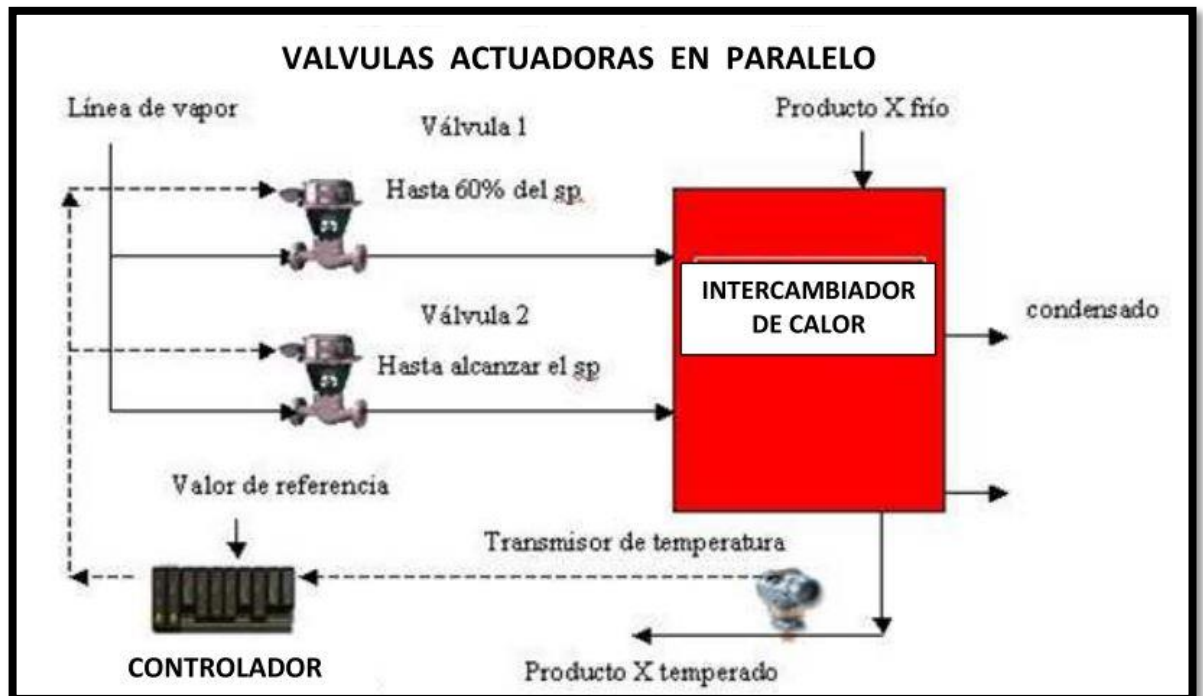 VALVULAS ACTUADORAS EN PARALELO
Línea de vapor
Válvula 1
Producto X frío
Hasta 60% del sp
INTERCAMBIADOR
DE CALOR
condensado
Válvula 2
Hasta alcanzar el sp
Valor de referencia
Transmisor de temperatura
CONTROLADOR
Producto X temperado